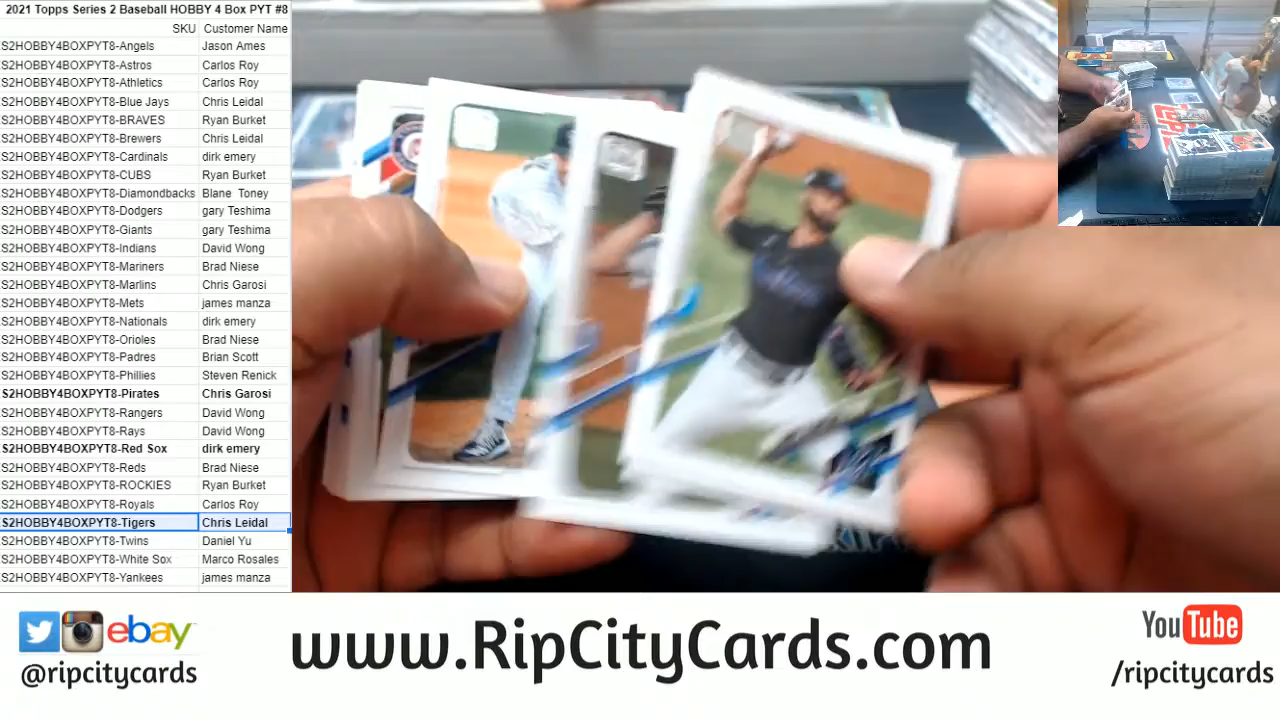 2021 Topps Series 2 Baseball HOBBY 4 Box PYT #8
SKU Customer Name
S2HOBBY4BOXPYT8-Angels Jason Ames
S2HOBBY4BOXPYT8-Astros Carlos Roy
S2HOBBY4BOXPYT8-Athletics Carlos Roy
S2HOBBY4BOXPYT8-Blue Jays Chris Leidal
S2HOBBY4BOXPYT8-BRAVES Ryan Burket
S2HOBBY4BOXPYT8-Brewers Chris Leidal
S2HOBBY4BOXPYT8-Cardinals dirk emery
S2HOBBY4BOXPYT8-CUBS Ryan Burket
S2HOBBY4BOXPYT8-Diamondbacks Blane Toney
S2HOBBY4BOXPYT8-Dodgers gary Teshima
S2HOBBY4BOXPYT8-Giants gary Teshima
S2HOBBY4BOXPYT8-Indians David Wong
S2HOBBY4BOXPYT8-Mariners Brad Niese
S2HOBBY4BOXPYT8-Marlins Chris Garosi
S2HOBBY4BOXPYT8-Mets james manza
S2HOBBY4BOXPYT8-Nationals dirk emery
S2HOBBY4BOXPYT8-Orioles Brad Niese
S2HOBBY4BOXPYT8-Padres Brian Scott
S2HOBBY4BOXPYT8-Phillies Steven Renick
S2HOBBY4BOXPYT8-Pirates Chris Garosi
S2HOBBY4BOXPYT8-Rangers David Wong
S2HOBBY4BOXPYT8-Rays David Wong
S2HOBBY4BOXPYT8-Red Sox dirk emery
S2HOBBY4BOXPYT8-Reds Brad Niese
S2HOBBY4BOXPYT8-ROCKIES Ryan Burket
S2HOBBY4BOXPYT8-Royals Carlos Roy
S2HOBBY4BOXPYT8-Tigers Chris Leidal
S2HOBBY4BOXPYT8-Twins Daniel Yu
S2HOBBY4BOXPYT8-White Sox Marco Rosales
S2HOBBY4BOXPYT8-Yankees james manza
ebay
@ripcitycards
www.RipCityCards.com
YouTube
/ripcitycards